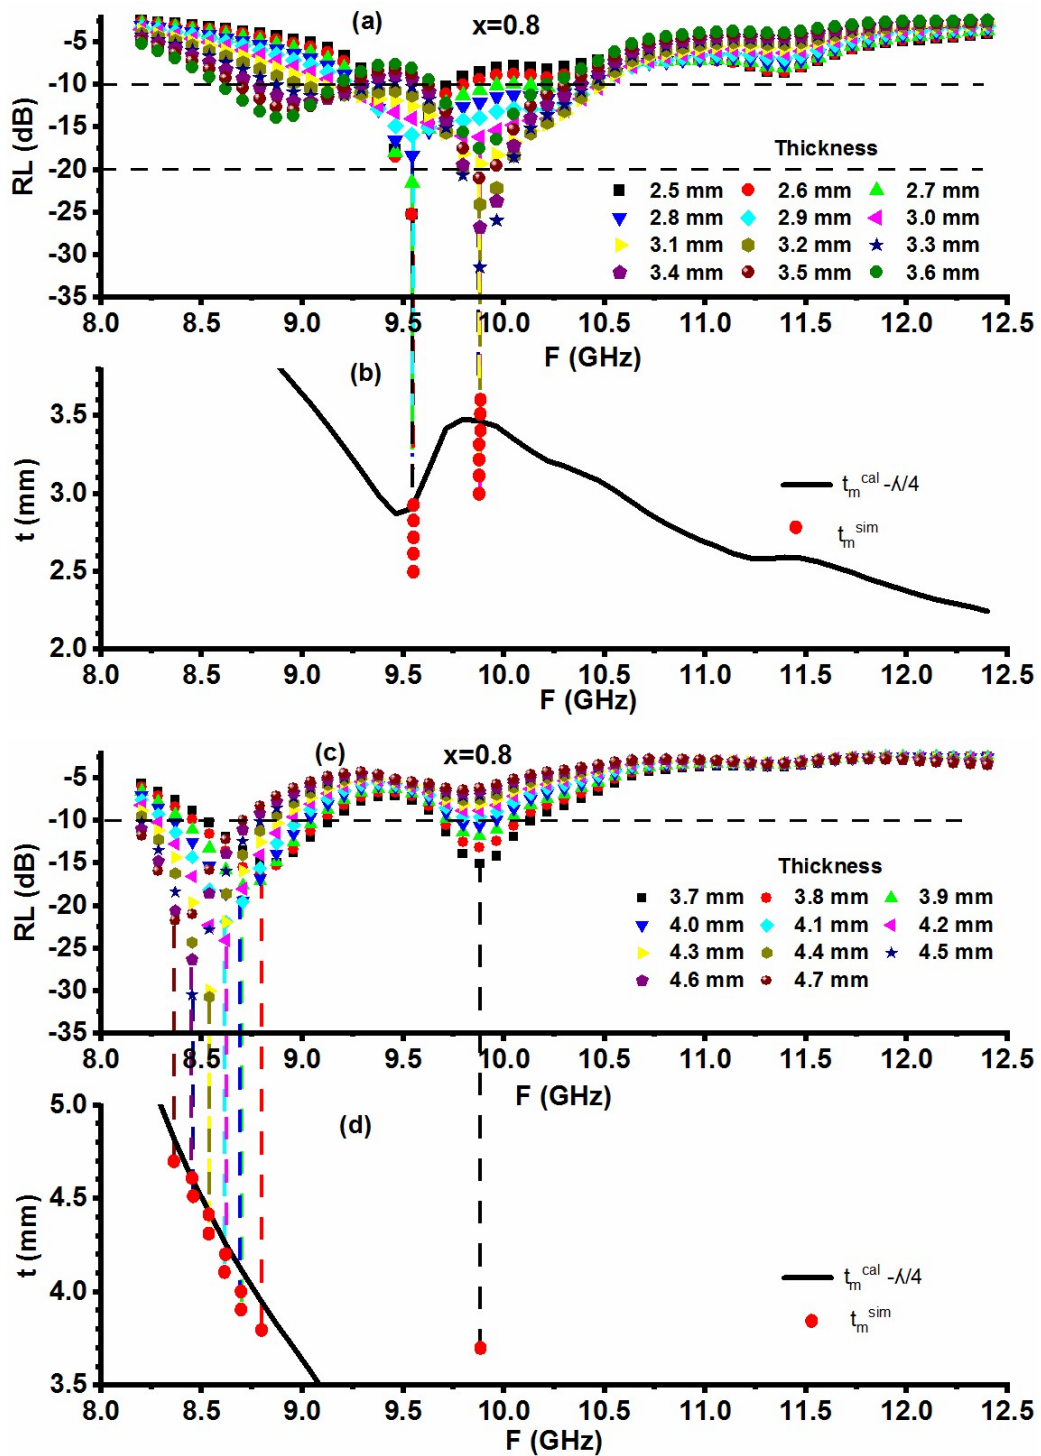 (a) x=0.8
-5
-10
-15
-20
-25
-30
-35
RL (dB)
Thickness
2.5 mm 2.6 mm 2.7 mm
2.8 mm 2.9 mm 3.0 mm
3.1 mm 3.2 mm 3.3 mm
3.4 mm 3.5 mm 3.6 mm
8.0 8.5 9.0 9.5 10.0 10.5 11.0 11.5 12.0 12.5
F (GHz)
(b)
3.5
3.0
2.5
2.0
t (mm)
t_m^cal -λ/4
t_m^sim
8.0 8.5 9.0 9.5 10.0 10.5 11.0 11.5 12.0 12.5
F (GHz)
(c) x=0.8
-5
-10
-15
-20
-25
-30
-35
RL (dB)
Thickness
3.7 mm 3.8 mm 3.9 mm
4.0 mm 4.1 mm 4.2 mm
4.3 mm 4.4 mm 4.5 mm
4.6 mm 4.7 mm
8.0 8.5 9.0 9.5 10.0 10.5 11.0 11.5 12.0 12.5
F (GHz)
(d)
5.0
4.5
4.0
3.5
t (mm)
t_m^cal -λ/4
t_m^sim
8.0 8.5 9.0 9.5 10.0 10.5 11.0 11.5 12.0 12.5
F (GHz)